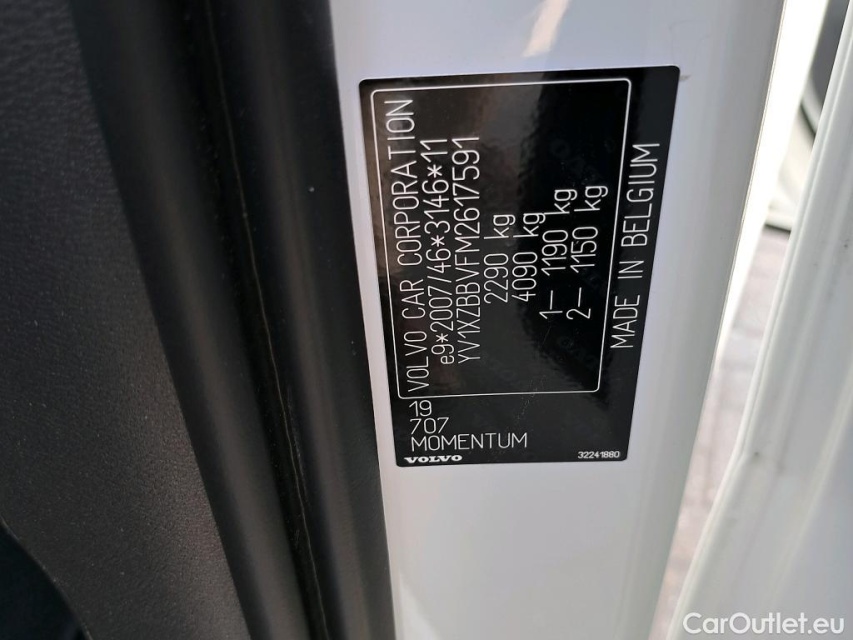 VOLVO CAR CORPORATION
e9*2007/46*3146*11
YV1XZBBVFM2617591
2290 kg
4090 kg
1– 1190 kg
2– 1150 kg
MADE IN BELGIUM
19
707
MOMENTUM
VOLVO
32241880
CarOutlet.eu